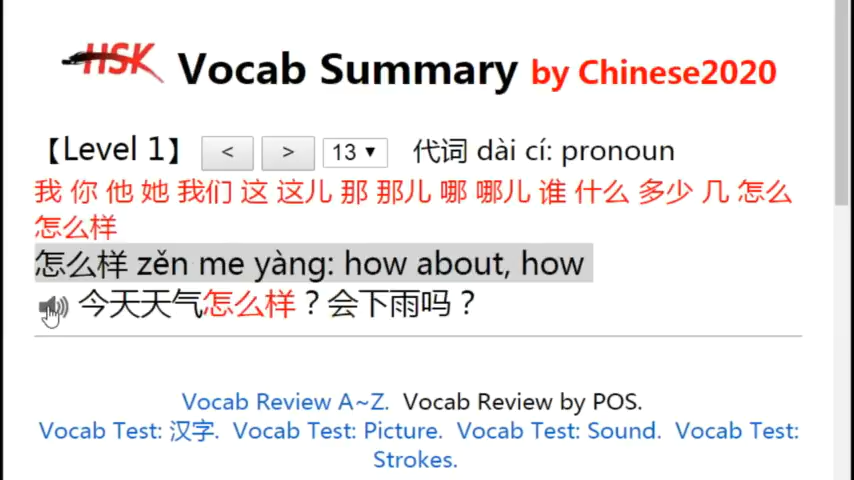 HSK Vocab Summary by Chinese2020
【Level 1】 < > 13 代词 dài cí: pronoun
我 你 他 她 我们 这 这儿 那 那儿 哪 哪儿 谁 什么 多少 几 怎么
怎么样
怎么样 zěn me yàng: how about, how
今天天气怎么样？会下雨吗？
Vocab Review A~Z. Vocab Review by POS.
Vocab Test: 汉字. Vocab Test: Picture. Vocab Test: Sound. Vocab Test:
Strokes.